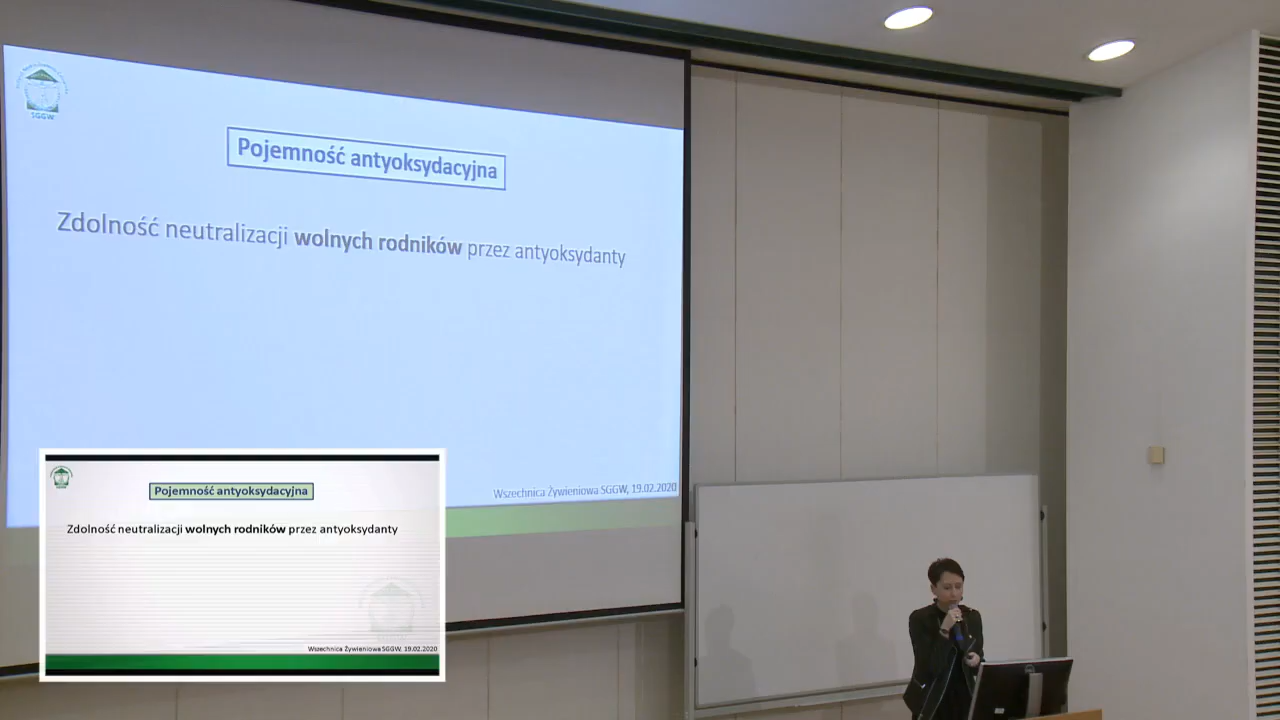 SGGW
Pojemność antyoksydacyjna
Zdolność neutralizacji wolnych rodników przez antyoksydanty
Wszechnica Żywieniowa SGGW, 19.02.2020
Pojemność antyoksydacyjna
Zdolność neutralizacji wolnych rodników przez antyoksydanty
Wszechnica Żywieniowa SGGW, 19.02.2020